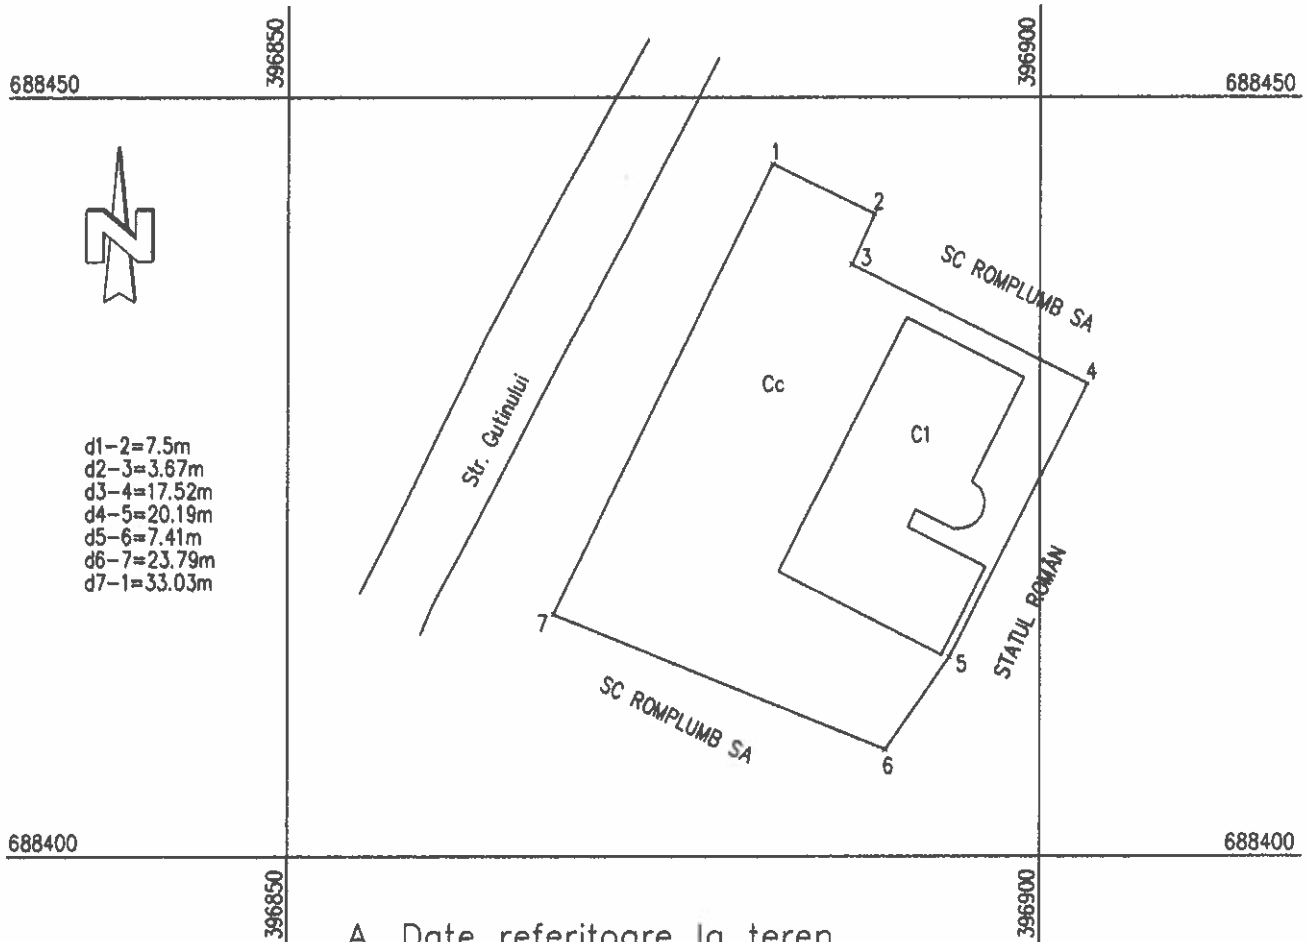 396850
396900
688450
688450
N
1
2
3
SC ROMPLUMB SA
4
Cc
C1
Str. Gutinului
d1-2=7.5m
d2-3=3.67m
d3-4=17.52m
d4-5=20.19m
d5-6=7.41m
d6-7=23.79m
d7-1=33.03m
STATUL ROMÂN
7
5
SC ROMPLUMB SA
6
688400
688400
396850
396900
A. Date referitoare la teren